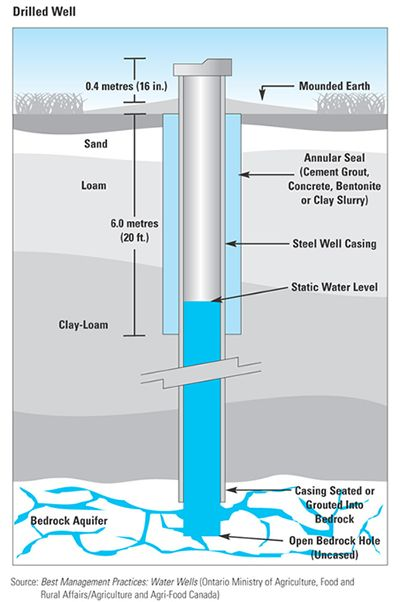 Drilled Well
0.4 metres (16 in.)
Mounded Earth
Sand
Annular Seal
(Cement Grout,
Concrete, Bentonite
or Clay Slurry)
Loam
6.0 metres
(20 ft.)
Steel Well Casing
Static Water Level
Clay-Loam
Casing Seated or
Grouted Into
Bedrock
Bedrock Aquifer
Open Bedrock Hole
(Uncased)
Source: Best Management Practices: Water Wells (Ontario Ministry of Agriculture, Food and
Rural Affairs/Agriculture and Agri-Food Canada)